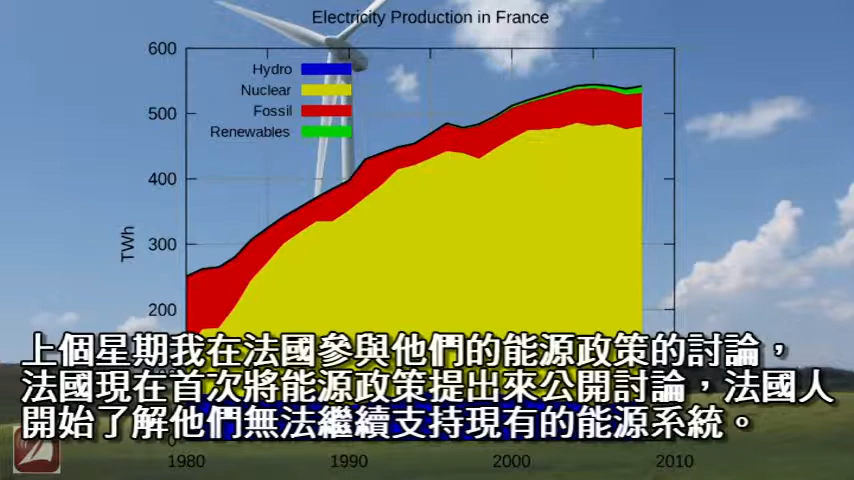 Electricity Production in France
600
Hydro
Nuclear
500
Fossil
Renewables
400
TWh
300
200
上個星期我在法國參與他們的能源政策的討論，
法國現在首次將能源政策提出來公開討論，法國人
開始了解他們無法繼續支持現有的能源系統。
0
1980 1990 2000 2010